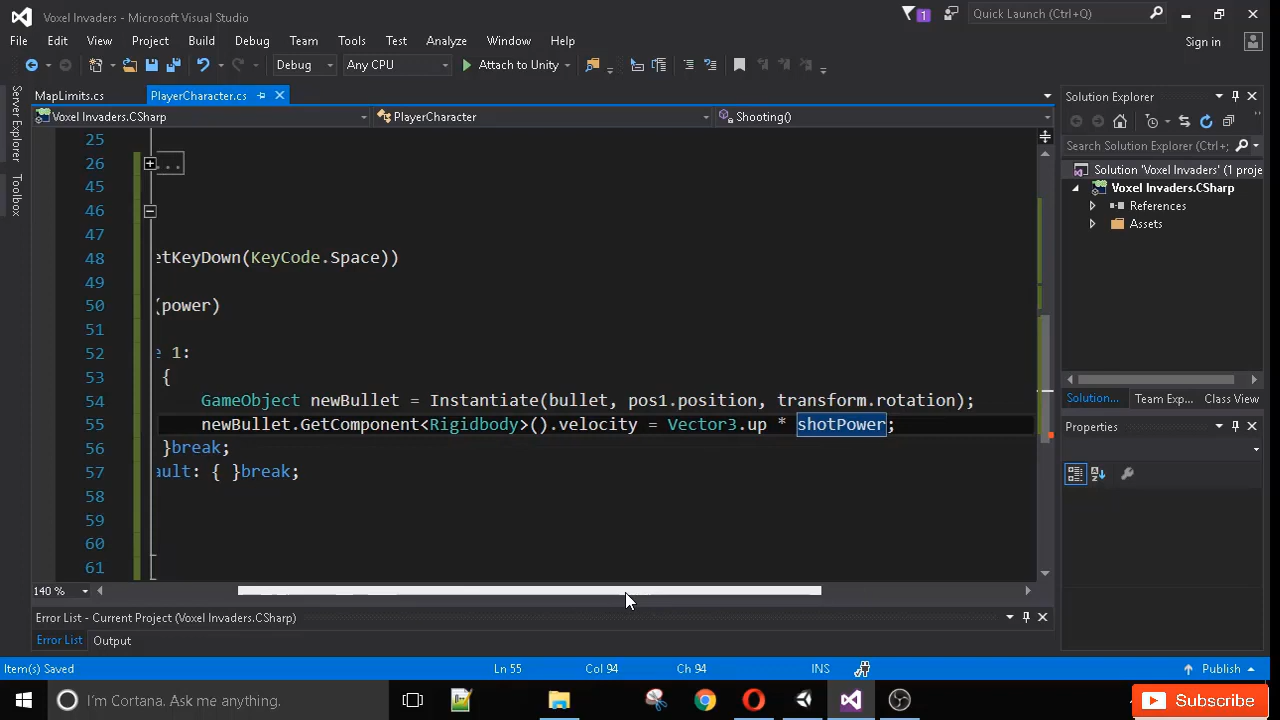 Voxel Invaders - Microsoft Visual Studio
1
Quick Launch (Ctrl+Q)
File Edit View Project Build Debug Team Tools Test Analyze Window Help
Sign in
Debug Any CPU Attach to Unity
Server Explorer
Toolbox
MapLimits.cs PlayerCharacter.cs
Voxel Invaders.CSharp PlayerCharacter Shooting()
25
26 ...
45
46
47
48 etKeyDown(KeyCode.Space))
49
50 (power)
51
52 e 1:
53 {
54 GameObject newBullet = Instantiate(bullet, pos1.position, transform.rotation);
55 newBullet.GetComponent<Rigidbody>().velocity = Vector3.up * shotPower;
56 }break;
57 ault: { }break;
58
59
60
61
140 %
Solution Explorer
Search Solution Explorer (Ctrl+;
Solution 'Voxel Invaders' (1 proje
Voxel Invaders.CSharp
References
Assets
Solution... Team Exp... Class View
Properties
Error List - Current Project (Voxel Invaders.CSharp)
Error List Output
Item(s) Saved Ln 55 Col 94 Ch 94 INS Publish
I'm Cortana. Ask me anything.
Subscribe